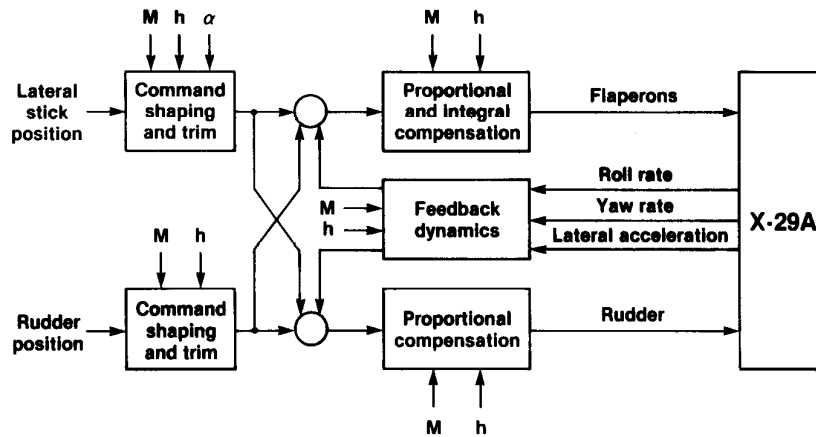 M h α
M h
Lateral
stick
position
Command
shaping
and trim
Proportional
and integral
compensation
Flaperons
Roll rate
M
h
Feedback
dynamics
Yaw rate
Lateral acceleration
X-29A
M h
Rudder
position
Command
shaping
and trim
Proportional
compensation
Rudder
M h